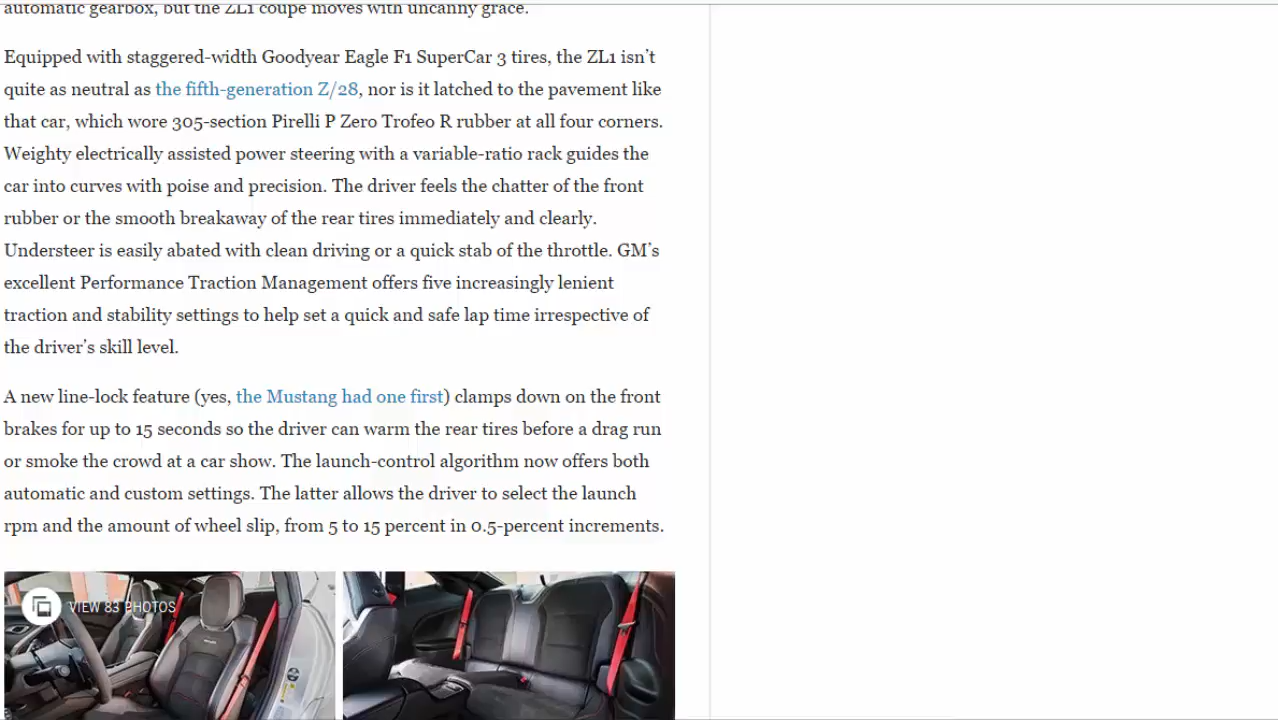 automatic gearbox, but the ZL1 coupe moves with uncanny grace.
Equipped with staggered-width Goodyear Eagle F1 SuperCar 3 tires, the ZL1 isn’t
quite as neutral as the fifth-generation Z/28, nor is it latched to the pavement like
that car, which wore 305-section Pirelli P Zero Trofeo R rubber at all four corners.
Weighty electrically assisted power steering with a variable-ratio rack guides the
car into curves with poise and precision. The driver feels the chatter of the front
rubber or the smooth breakaway of the rear tires immediately and clearly.
Understeer is easily abated with clean driving or a quick stab of the throttle. GM’s
excellent Performance Traction Management offers five increasingly lenient
traction and stability settings to help set a quick and safe lap time irrespective of
the driver’s skill level.
A new line-lock feature (yes, the Mustang had one first) clamps down on the front
brakes for up to 15 seconds so the driver can warm the rear tires before a drag run
or smoke the crowd at a car show. The launch-control algorithm now offers both
automatic and custom settings. The latter allows the driver to select the launch
rpm and the amount of wheel slip, from 5 to 15 percent in 0.5-percent increments.
VIEW 83 PHOTOS